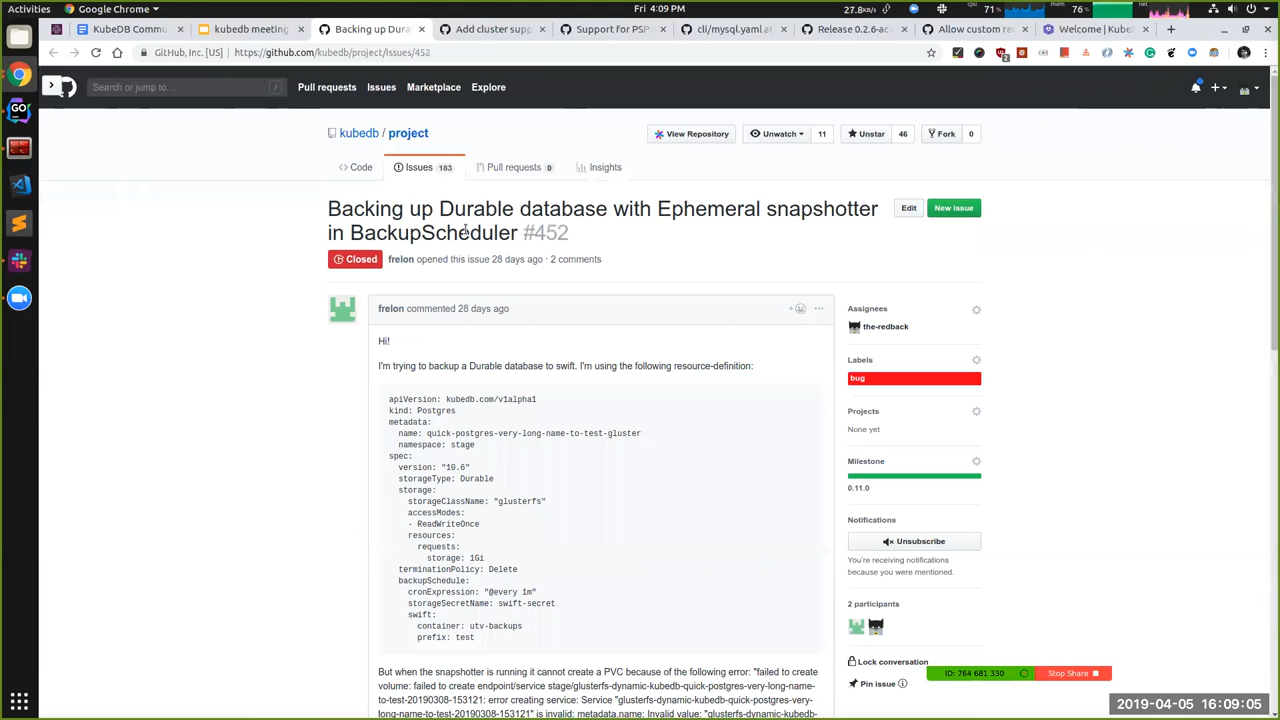 Activities Google Chrome Fri 4:09 PM 27.8kB/s cpu 71% mem 76% net
KubeDB Commu kubedb meeting Backing up Dura Add cluster supp Support for PSP cli/mysql.yaml at Release 0.2.6-ac Allow custom re Welcome | Kube
GitHub, Inc. [US] https://github.com/kubedb/project/issues/452
Search or jump to... / Pull requests Issues Marketplace Explore
kubedb / project View Repository Unwatch 11 Unstar 46 Fork 0
<> Code Issues 163 Pull requests 0 Insights
Backing up Durable database with Ephemeral snapshotter
in BackupScheduler #452
Edit New issue
Closed frelon opened this issue 28 days ago · 2 comments
frelon commented 28 days ago
Hi!
I'm trying to backup a Durable database to swift. I'm using the following resource-definition:
apiVersion: kubedb.com/v1alpha1
kind: Postgres
metadata:
name: quick-postgres-very-long-name-to-test-gluster
namespace: stage
spec:
version: "10.6"
storageType: Durable
storage:
storageClassName: "glusterfs"
accessModes:
- ReadWriteOnce
resources:
requests:
storage: 1Gi
terminationPolicy: Delete
backupSchedule:
cronExpression: "@every 1m"
storageSecretName: swift-secret
swift:
container: utv-backups
prefix: test
But when the snapshotter is running it cannot create a PVC because of the following error: "failed to create
volume: failed to create endpoint/service stage/glusterfs-dynamic-kubedb-quick-postgres-very-long-name-
to-test-20190308-153121: error creating service: Service "glusterfs-dynamic-kubedb-quick-postgres-very-
long-name-to-test-20190308-153121" is invalid: metadata.name: Invalid value: "glusterfs-dynamic-kubedb-
Assignees
the-redback
Labels
bug
Projects
None yet
Milestone
0.11.0
Notifications
Unsubscribe
You're receiving notifications
because you were mentioned.
2 participants
Lock conversation
Pin issue
ID: 764 681 330 Stop Share
2019-04-05 16:09:05